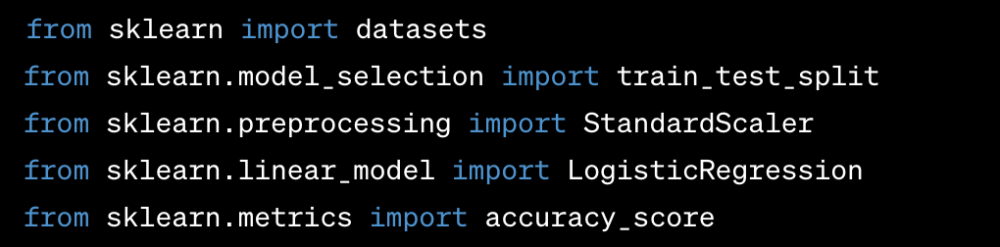 from sklearn import datasets
from sklearn.model_selection import train_test_split
from sklearn.preprocessing import StandardScaler
from sklearn.linear_model import LogisticRegression
from sklearn.metrics import accuracy_score